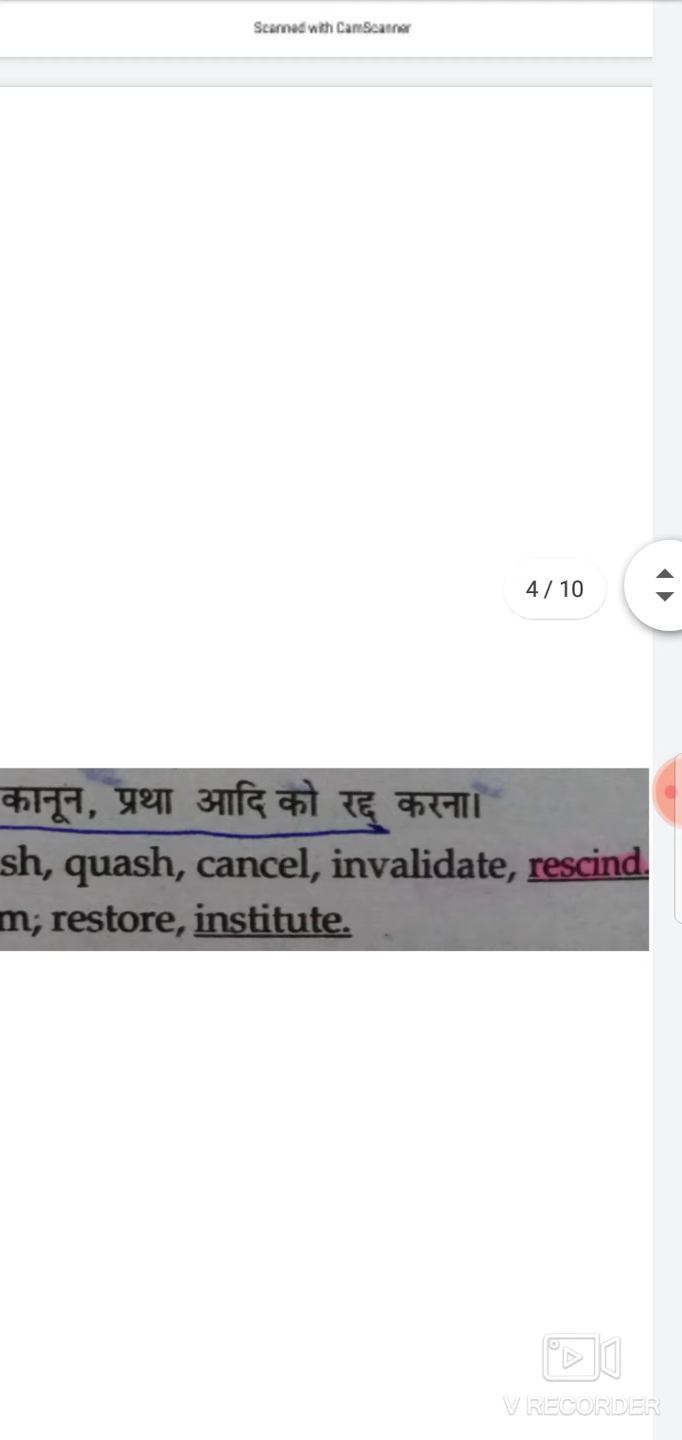 Scanned with CamScanner
4 / 10
कानून, प्रथा आदि को रद्द करना।
sh, quash, cancel, invalidate, rescind.
m; restore, institute.
V RECORDER